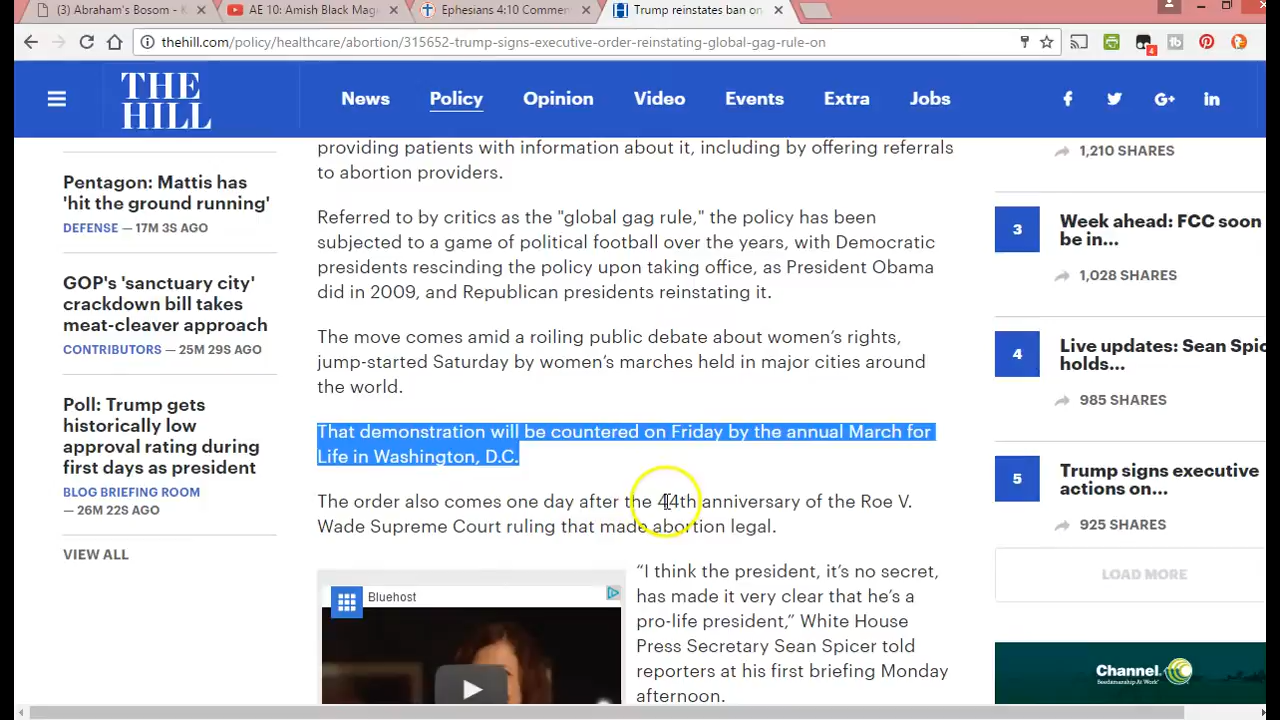 (3) Abraham's Bosom - K
AE 10: Amish Black Mag
Ephesians 4:10 Commen
Trump reinstates ban on
thehill.com/policy/healthcare/abortion/315652-trump-signs-executive-order-reinstating-global-gag-rule-on
4
THE
HILL
News
Policy
Opinion
Video
Events
Extra
Jobs
Pentagon: Mattis has
'hit the ground running'
DEFENSE — 17M 3S AGO
GOP's 'sanctuary city'
crackdown bill takes
meat-cleaver approach
CONTRIBUTORS — 25M 29S AGO
Poll: Trump gets
historically low
approval rating during
first days as president
BLOG BRIEFING ROOM
— 26M 22S AGO
VIEW ALL
providing patients with information about it, including by offering referrals
to abortion providers.
Referred to by critics as the "global gag rule," the policy has been
subjected to a game of political football over the years, with Democratic
presidents rescinding the policy upon taking office, as President Obama
did in 2009, and Republican presidents reinstating it.
The move comes amid a roiling public debate about women's rights,
jump-started Saturday by women's marches held in major cities around
the world.
That demonstration will be countered on Friday by the annual March for
Life in Washington, D.C.
The order also comes one day after the 44th anniversary of the Roe V.
Wade Supreme Court ruling that made abortion legal.
Bluehost
“I think the president, it's no secret,
has made it very clear that he's a
pro-life president,” White House
Press Secretary Sean Spicer told
reporters at his first briefing Monday
afternoon.
1,210 SHARES
3
Week ahead: FCC soon
be in...
1,028 SHARES
4
Live updates: Sean Spic
holds...
985 SHARES
5
Trump signs executive
actions on...
925 SHARES
LOAD MORE
Channel
Seedsmanship At Work